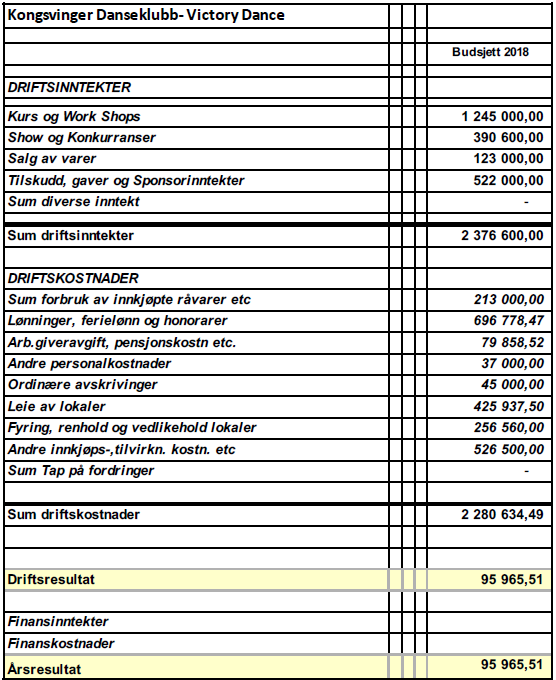 Kongsvinger Danseklubb- Victory Dance
Budsjett 2018
DRIFTSINNTEKTER
Kurs og Work Shops 1 245 000,00
Show og Konkurranser 390 600,00
Salg av varer 123 000,00
Tilskudd, gaver og Sponsorinntekter 522 000,00
Sum diverse inntekt -
Sum driftsinntekter 2 376 600,00
DRIFTSKOSTNADER
Sum forbruk av innkjøpte råvarer etc 213 000,00
Lønninger, ferielønn og honorarer 696 778,47
Arb.giveravgift, pensjonskostn etc. 79 858,52
Andre personalkostnader 37 000,00
Ordinære avskrivinger 45 000,00
Leie av lokaler 425 937,50
Fyring, renhold og vedlikehold lokaler 256 560,00
Andre innkjøps-,tilvirkn. kostn. etc 526 500,00
Sum Tap på fordringer -
Sum driftskostnader 2 280 634,49
Driftsresultat 95 965,51
Finansinntekter
Finanskostnader
Årsresultat 95 965,51